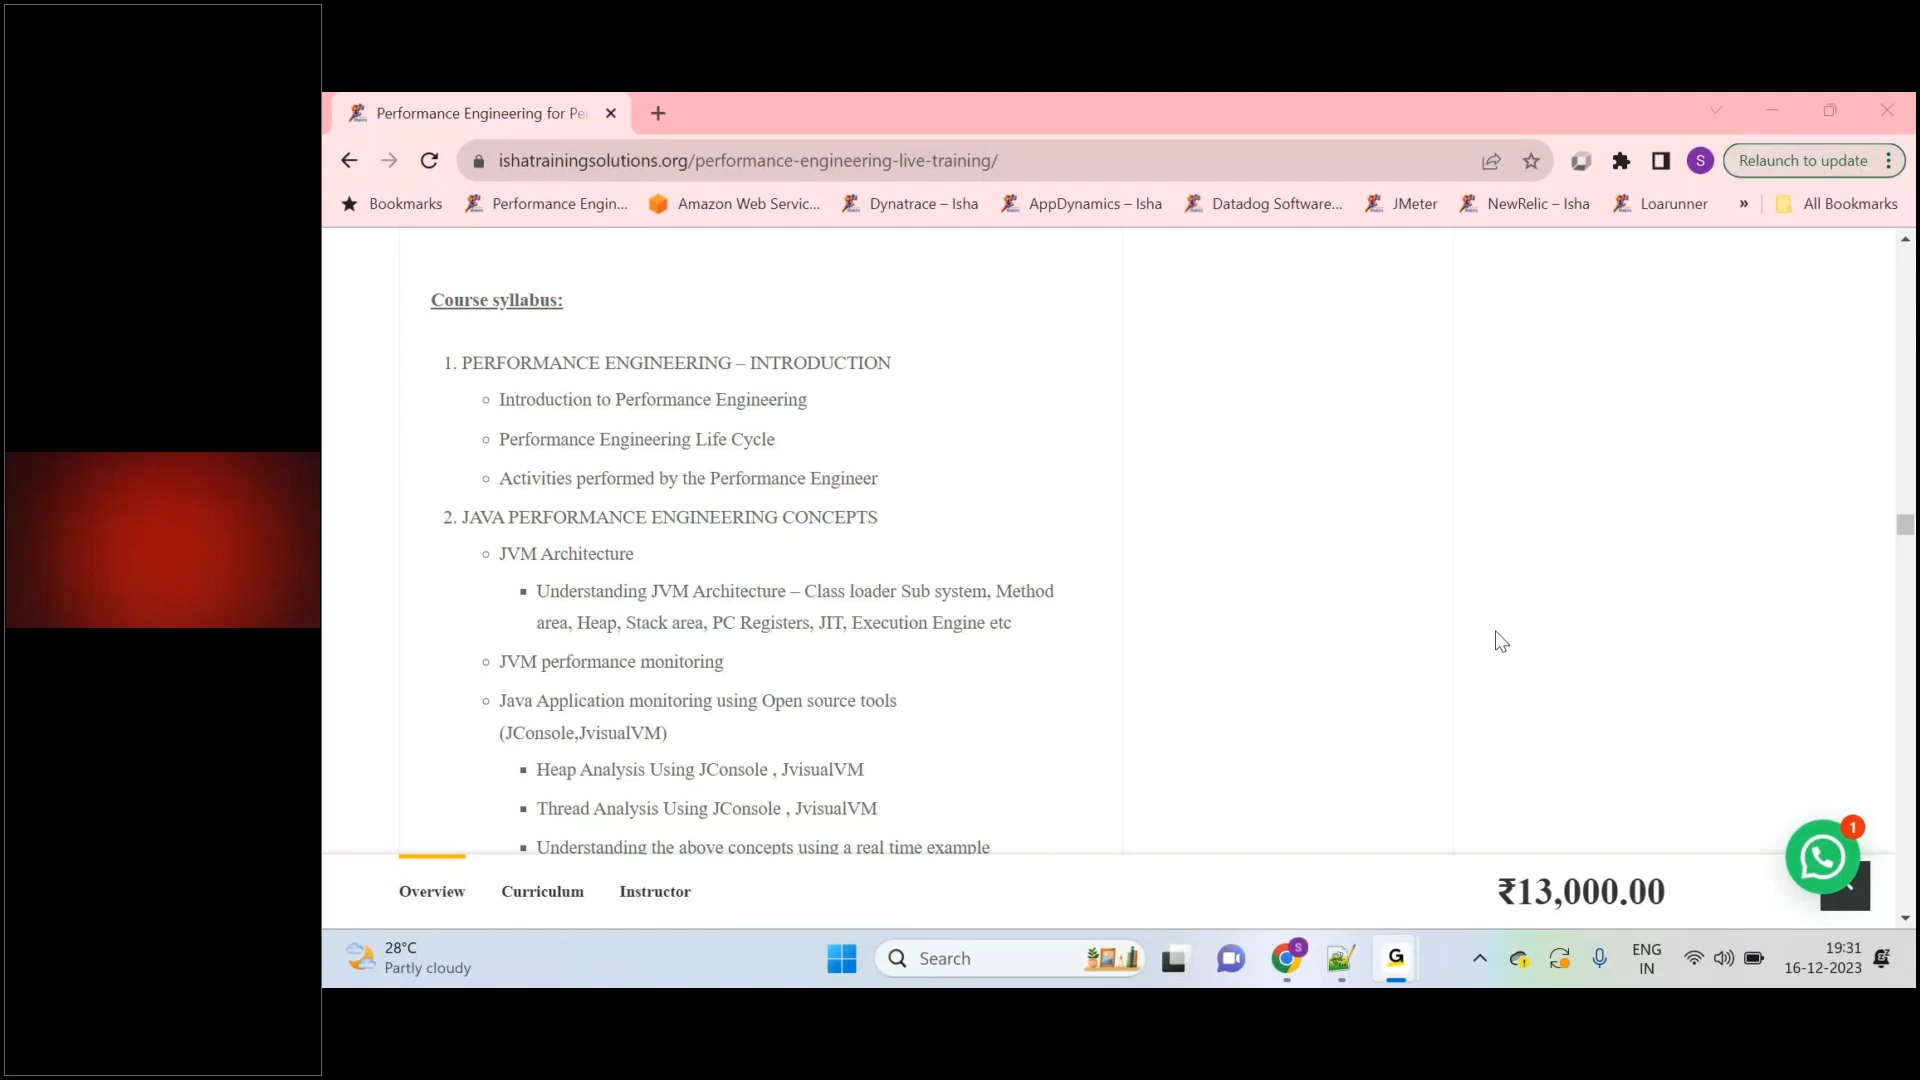 Performance Engineering for Pe
ishatrainingsolutions.org/performance-engineering-live-training/
S
Relaunch to update
Bookmarks
Performance Engin...
Amazon Web Servic...
Dynatrace – Isha
AppDynamics – Isha
Datadog Software...
JMeter
NewRelic – Isha
Loarunner
»
All Bookmarks
Course syllabus:
1. PERFORMANCE ENGINEERING – INTRODUCTION
Introduction to Performance Engineering
Performance Engineering Life Cycle
Activities performed by the Performance Engineer
2. JAVA PERFORMANCE ENGINEERING CONCEPTS
JVM Architecture
Understanding JVM Architecture – Class loader Sub system, Method
area, Heap, Stack area, PC Registers, JIT, Execution Engine etc
JVM performance monitoring
Java Application monitoring using Open source tools
(JConsole,JvisualVM)
Heap Analysis Using JConsole , JvisualVM
Thread Analysis Using JConsole , JvisualVM
Understanding the above concepts using a real time example
1
Overview
Curriculum
Instructor
₹13,000.00
28°C
Partly cloudy
Search
S
G
ENG
IN
19:31
16-12-2023